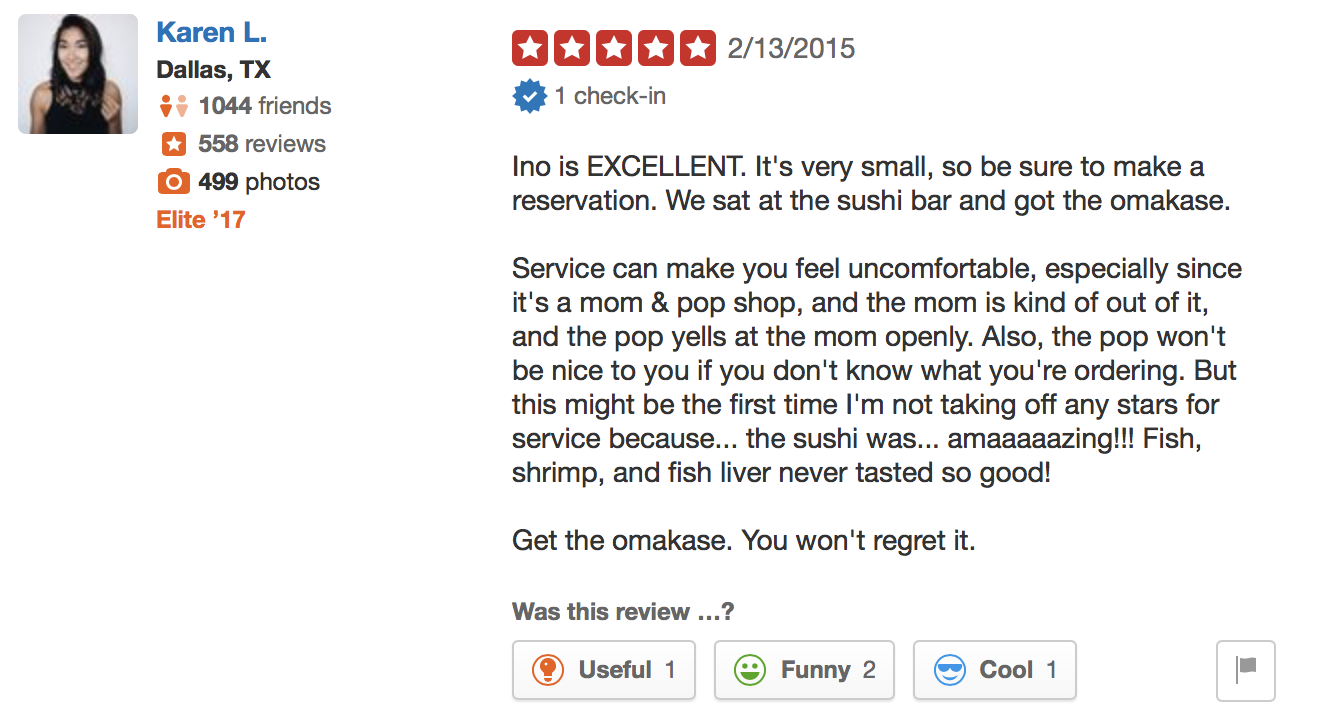 Karen L.
Dallas, TX
1044 friends
558 reviews
499 photos
Elite ’17
2/13/2015
1 check-in
Ino is EXCELLENT. It's very small, so be sure to make a
reservation. We sat at the sushi bar and got the omakase.
Service can make you feel uncomfortable, especially since
it's a mom & pop shop, and the mom is kind of out of it,
and the pop yells at the mom openly. Also, the pop won't
be nice to you if you don't know what you're ordering. But
this might be the first time I'm not taking off any stars for
service because... the sushi was... amaaaaazing!!! Fish,
shrimp, and fish liver never tasted so good!
Get the omakase. You won't regret it.
Was this review …?
Useful 1
Funny 2
Cool 1